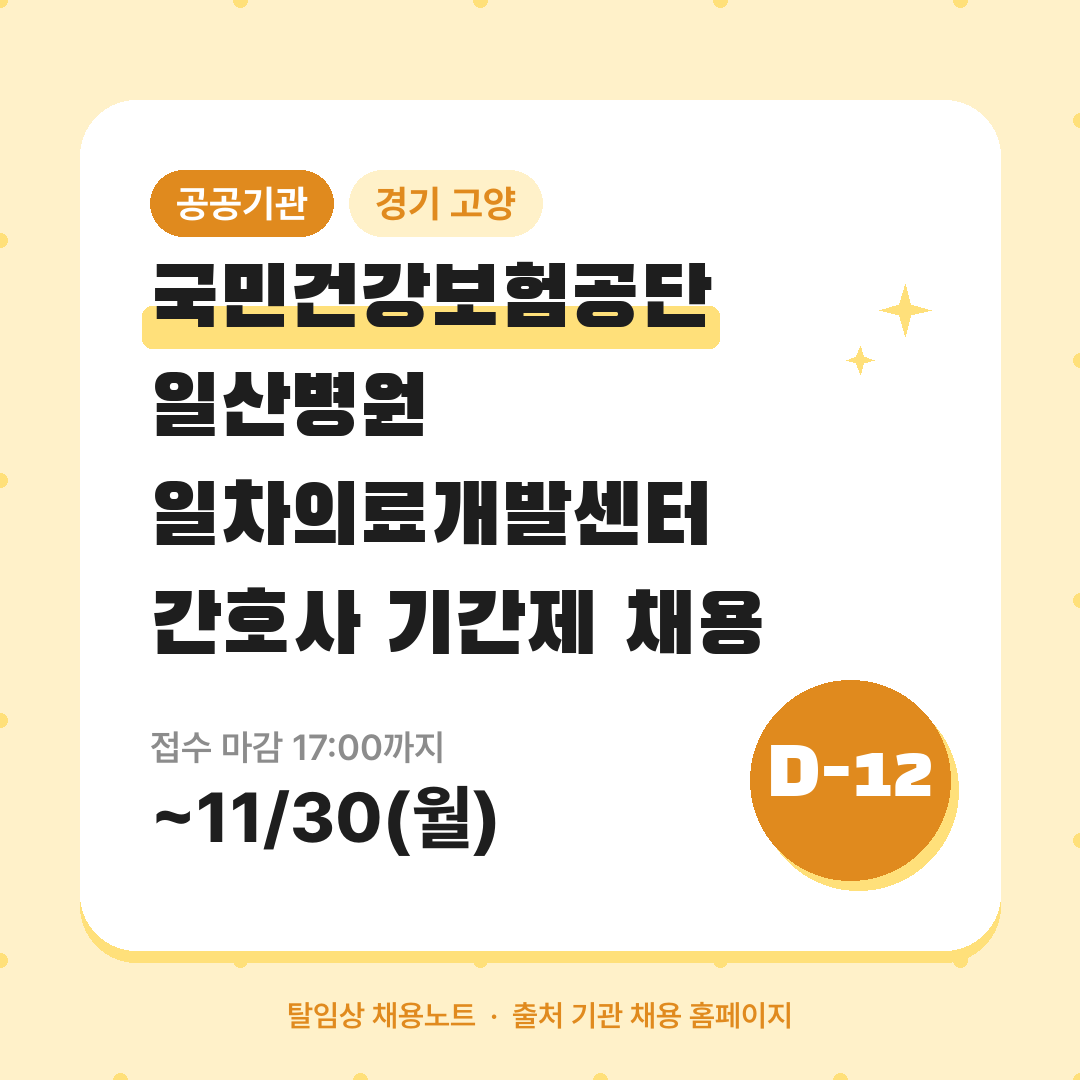 공공기관 경기 고양
국민건강보험공단
일산병원
일차의료개발센터
간호사 기간제 채용
접수 마감 17:00까지
~11/30(월)
D-12
탈임상 채용노트 · 출처 기관 채용 홈페이지